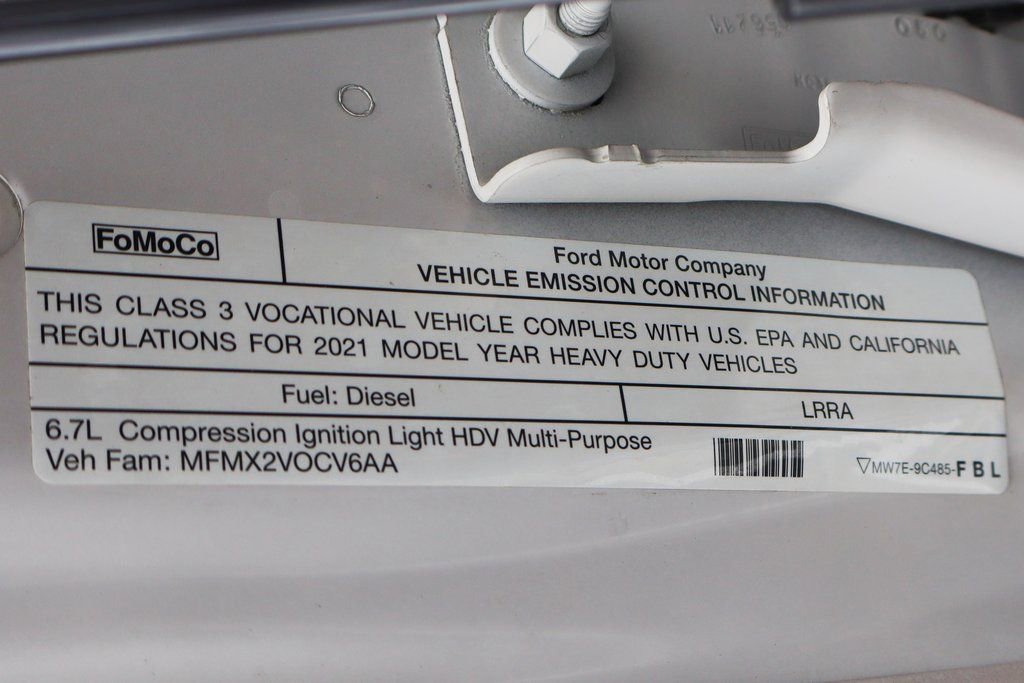 FoMoCo
Ford Motor Company
VEHICLE EMISSION CONTROL INFORMATION
THIS CLASS 3 VOCATIONAL VEHICLE COMPLIES WITH U.S. EPA AND CALIFORNIA
REGULATIONS FOR 2021 MODEL YEAR HEAVY DUTY VEHICLES
Fuel: Diesel
LRRA
6.7L Compression Ignition Light HDV Multi-Purpose
Veh Fam: MFMX2VOCV6AA
▽MW7E-9C485-FBL